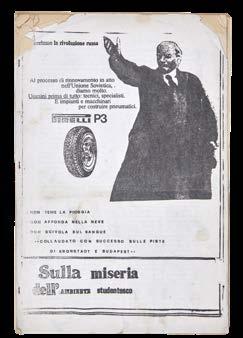 la rivoluzione russa
Al processo di rinnovamento in atto
nell'Unione Sovietica,
diamo molto.
Uomini prima di tutto: tecnici, specialisti.
E impianti e macchinari
per costruire pneumatici.
PIRELLI P3
NON TEME LA PIOGGIA
NON AFFONDA NELLA NEVE
NON SCIVOLA SUL SANGUE
COLLAUDATO CON SUCCESSO SULLE PISTE
DI KRONSTADT E BUDAPEST
Sulla miseria
dell'AMBIENTE studentesco